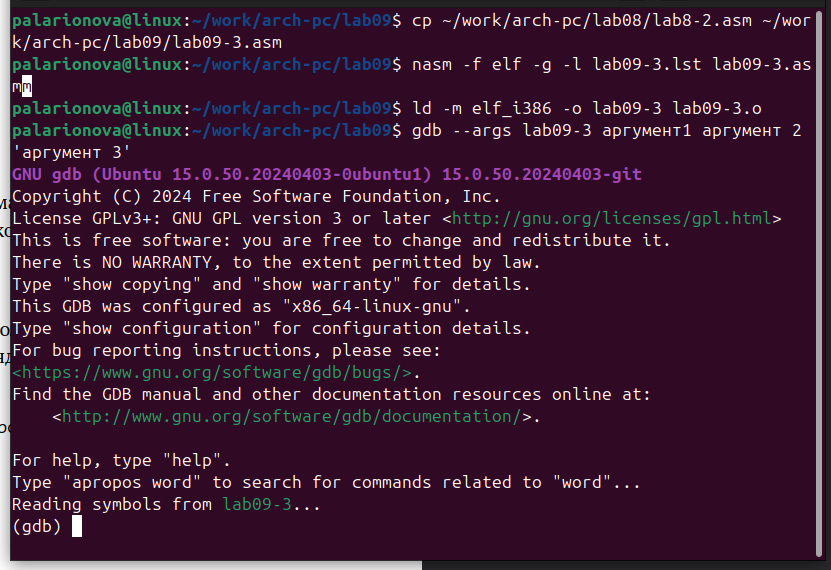 palarionova@linux:~/work/arch-pc/lab09$ cp ~/work/arch-pc/lab08/lab8-2.asm ~/wor
k/arch-pc/lab09/lab09-3.asm
palarionova@linux:~/work/arch-pc/lab09$ nasm -f elf -g -l lab09-3.lst lab09-3.as
mm
palarionova@linux:~/work/arch-pc/lab09$ ld -m elf_i386 -o lab09-3 lab09-3.o
palarionova@linux:~/work/arch-pc/lab09$ gdb --args lab09-3 аргумент1 аргумент 2
'аргумент 3'
GNU gdb (Ubuntu 15.0.50.20240403-0ubuntu1) 15.0.50.20240403-git
Copyright (C) 2024 Free Software Foundation, Inc.
License GPLv3+: GNU GPL version 3 or later <http://gnu.org/licenses/gpl.html>
This is free software: you are free to change and redistribute it.
There is NO WARRANTY, to the extent permitted by law.
Type "show copying" and "show warranty" for details.
This GDB was configured as "x86_64-linux-gnu".
Type "show configuration" for configuration details.
For bug reporting instructions, please see:
<https://www.gnu.org/software/gdb/bugs/>.
Find the GDB manual and other documentation resources online at:
    <http://www.gnu.org/software/gdb/documentation/>.

For help, type "help".
Type "apropos word" to search for commands related to "word"...
Reading symbols from lab09-3...
(gdb)